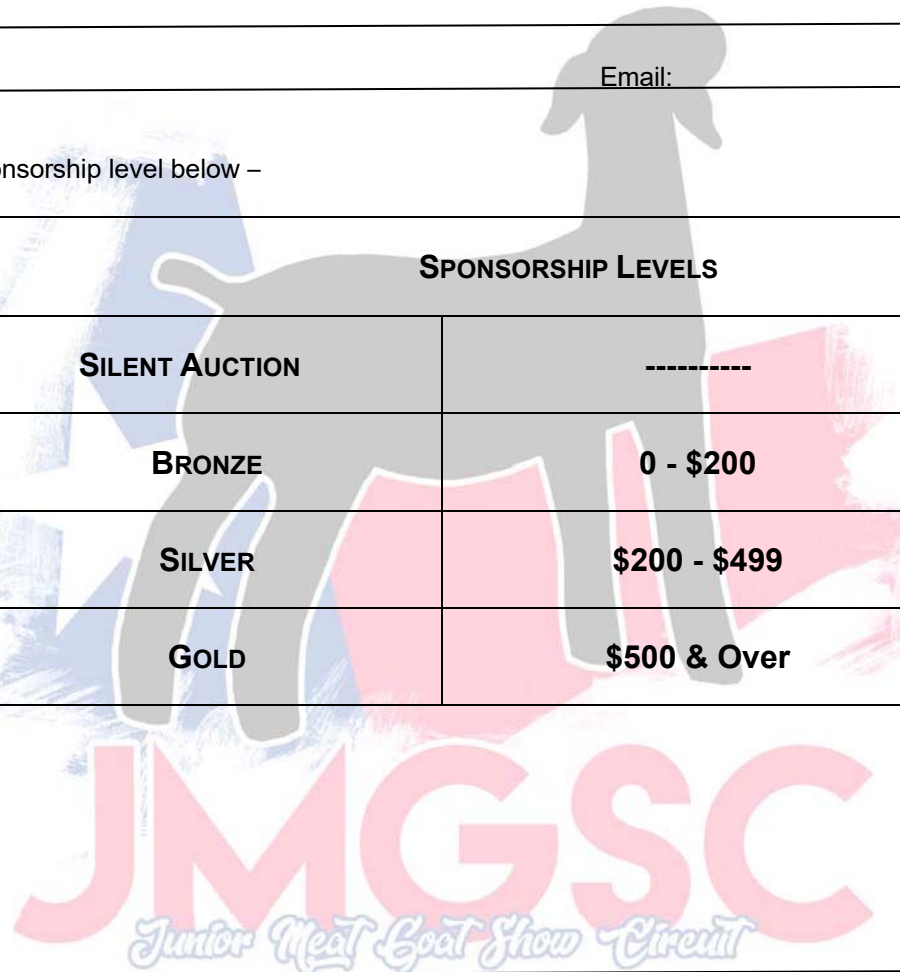 Email:
onsorship level below –
SPONSORSHIP LEVELS
SILENT AUCTION ----------
BRONZE 0 - $200
SILVER $200 - $499
GOLD $500 & Over
JMGSC
Junior Meat Goat Show Circuit